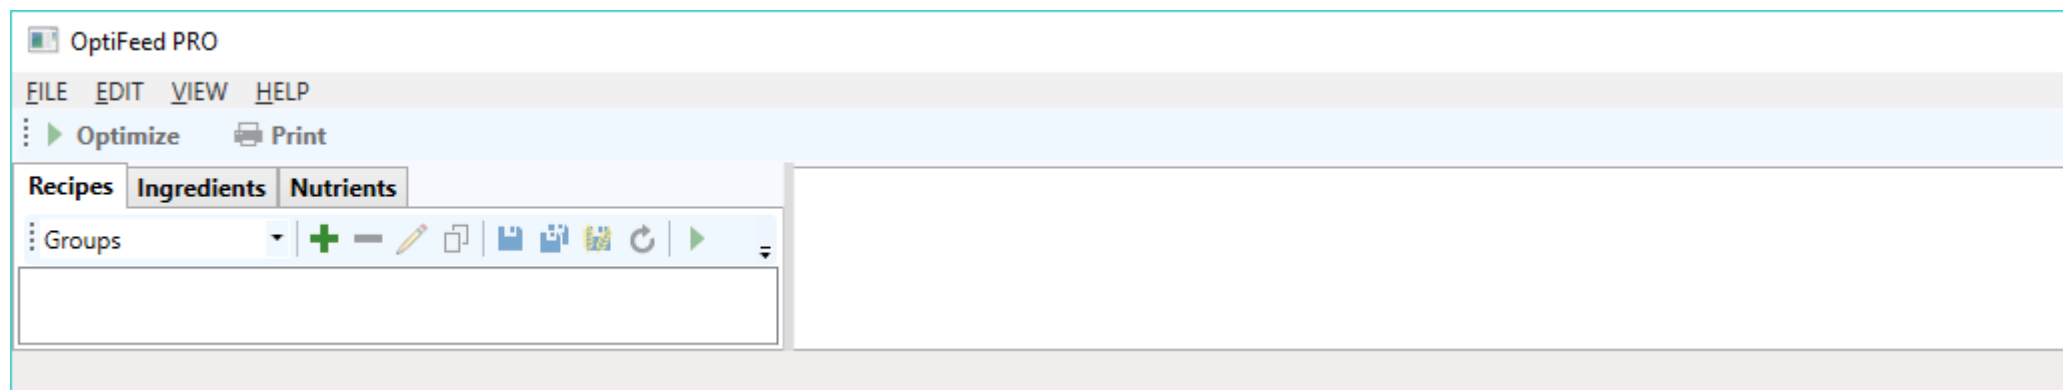 OptiFeed PRO
FILE EDIT VIEW HELP
Optimize Print
Recipes Ingredients Nutrients
Groups